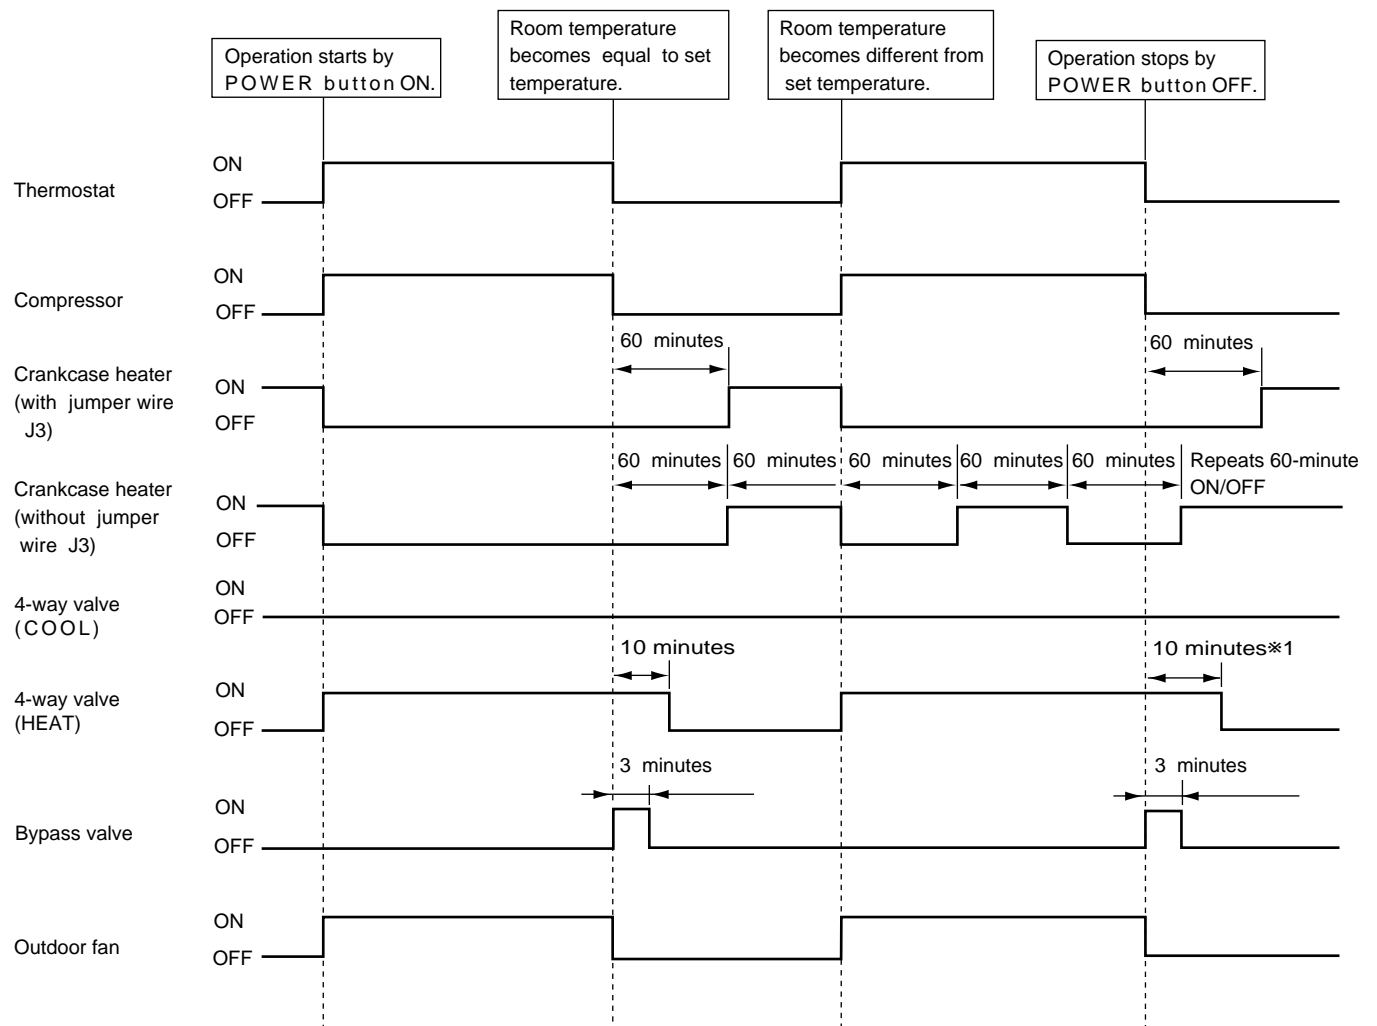 Operation starts by
POWER button ON.
Room temperature
becomes equal to set
temperature.
Room temperature
becomes different from
set temperature.
Operation stops by
POWER button OFF.
Thermostat
ON
OFF
Compressor
ON
OFF
60 minutes
60 minutes
Crankcase heater
(with jumper wire
J3)
ON
OFF
60 minutes
60 minutes
60 minutes
60 minutes
60 minutes
Repeats 60-minute
ON/OFF
Crankcase heater
(without jumper
wire J3)
ON
OFF
4-way valve
(COOL)
ON
OFF
10 minutes
10 minutes※1
4-way valve
(HEAT)
ON
OFF
3 minutes
3 minutes
Bypass valve
ON
OFF
Outdoor fan
ON
OFF